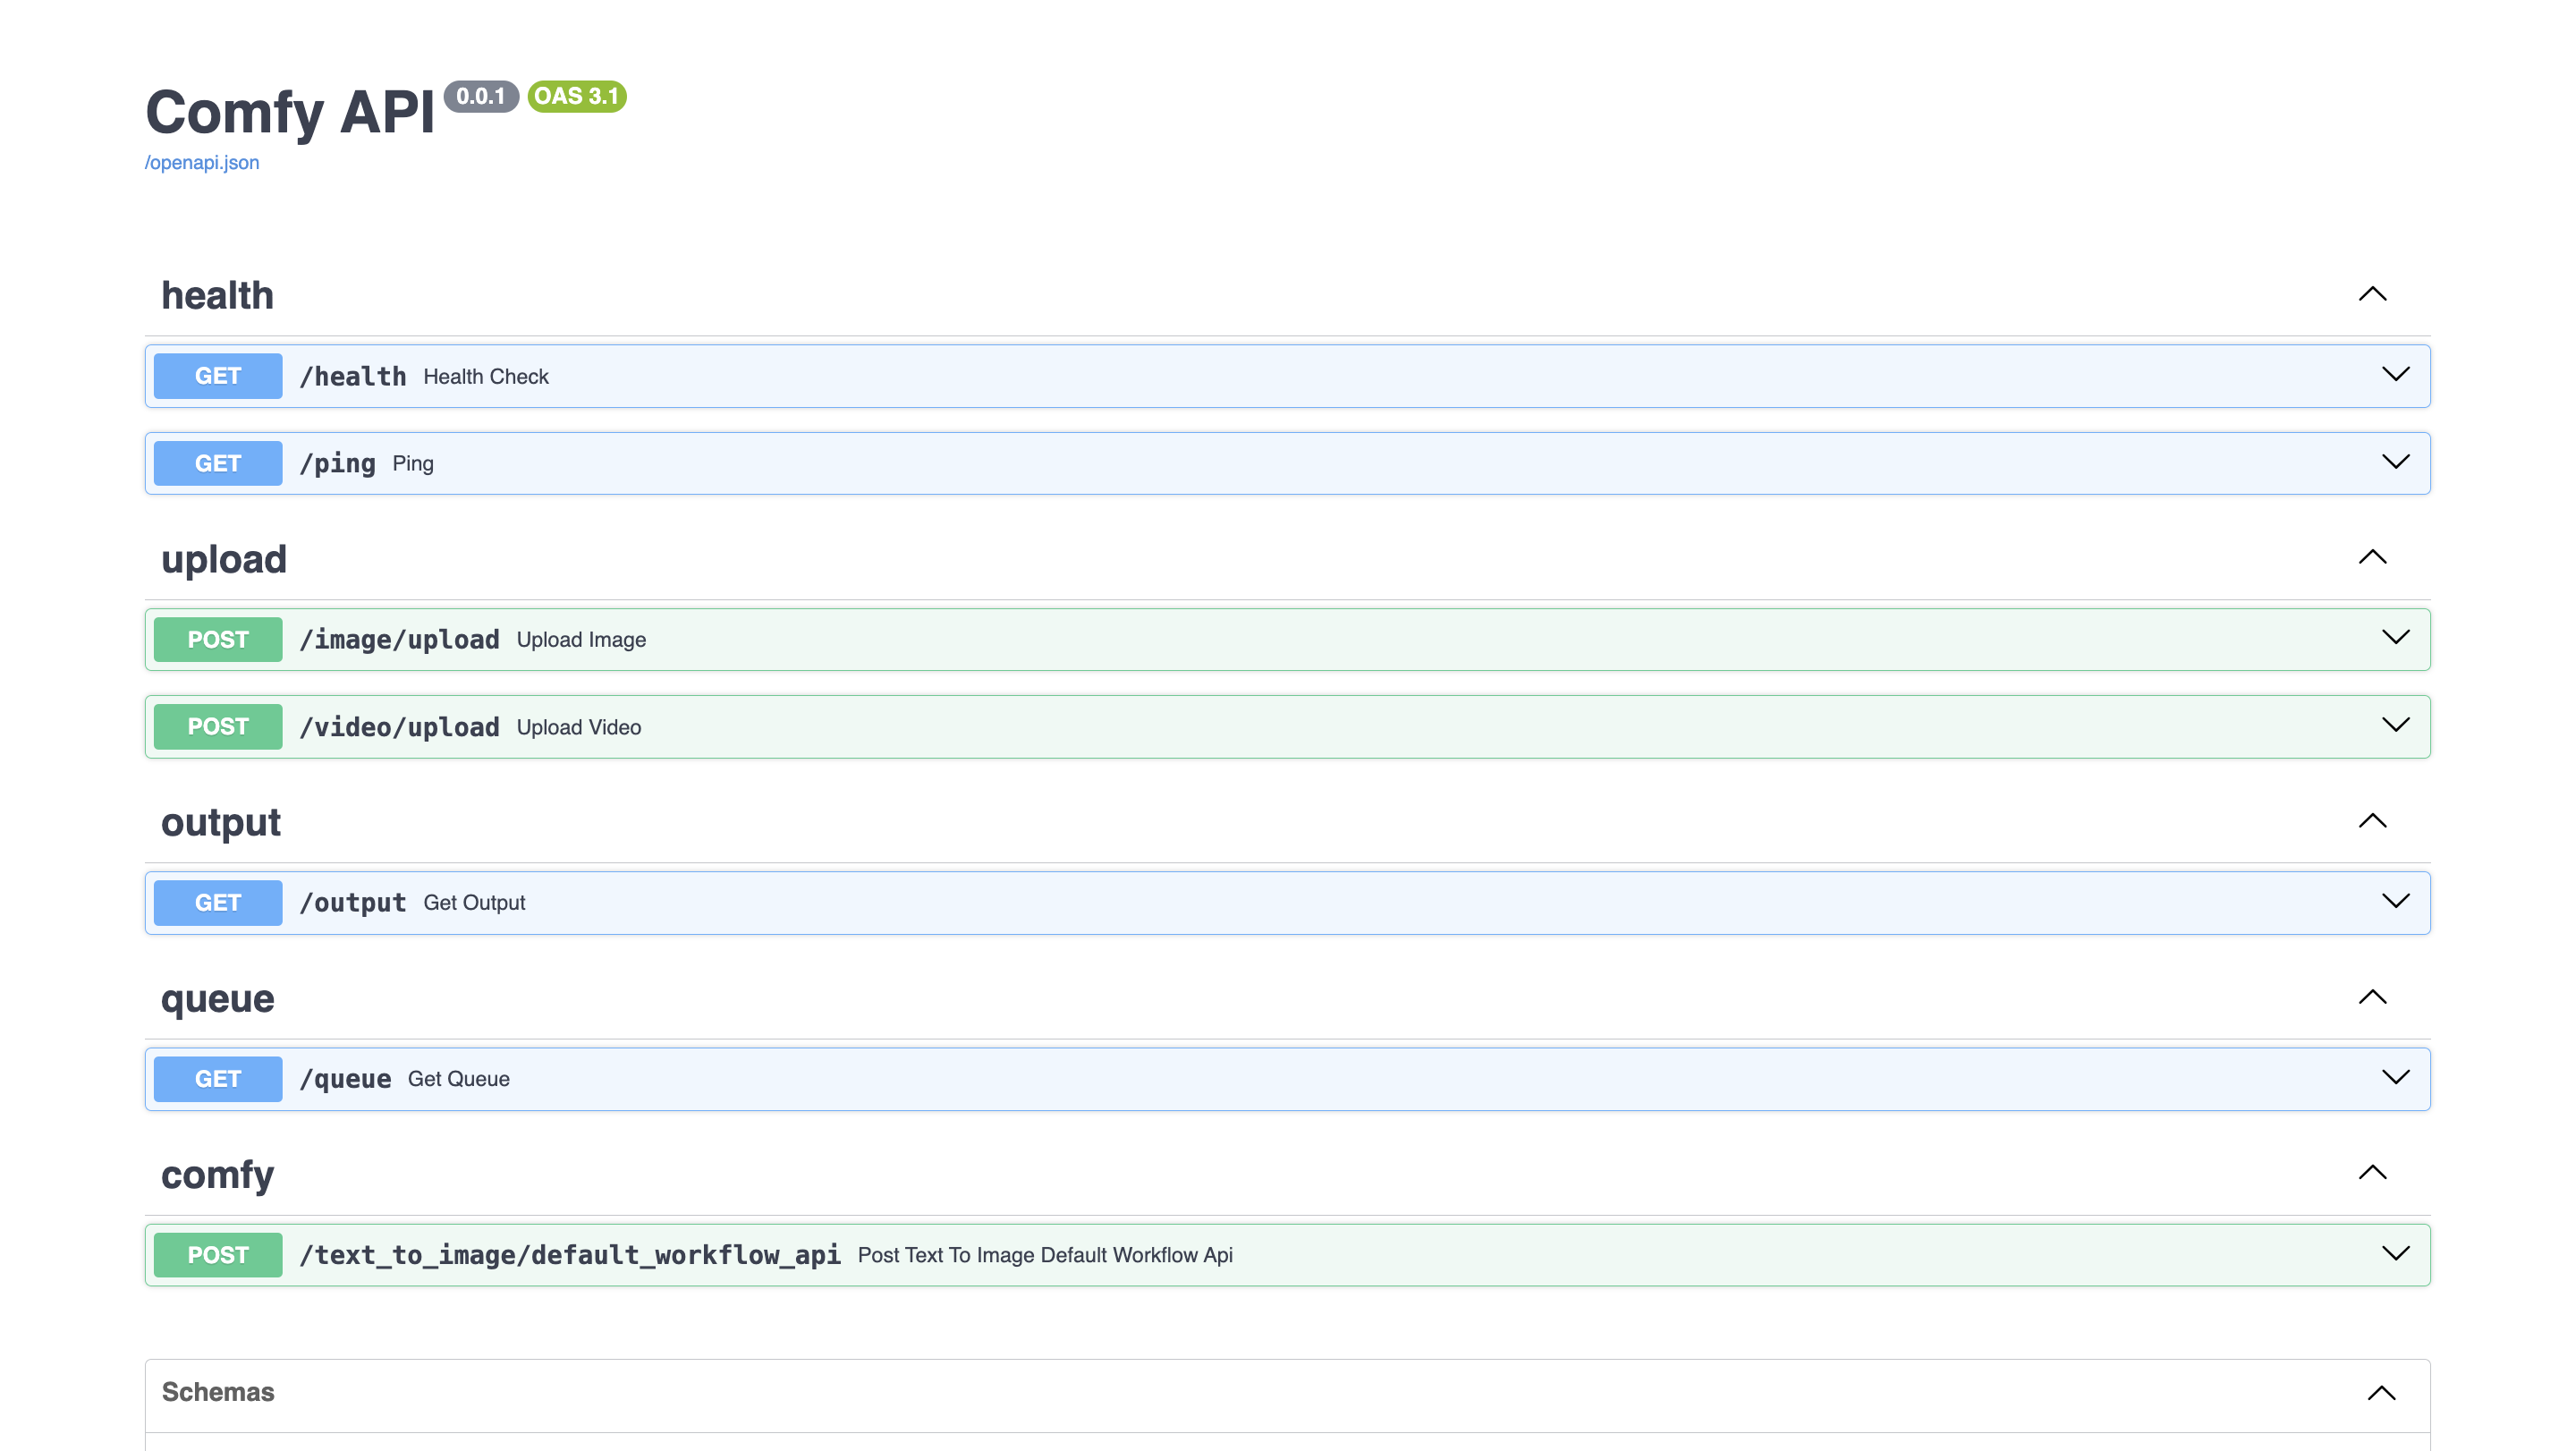 Comfy API 0.0.1 OAS 3.1
/openapi.json
health
GET /health Health Check
GET /ping Ping
upload
POST /image/upload Upload Image
POST /video/upload Upload Video
output
GET /output Get Output
queue
GET /queue Get Queue
comfy
POST /text_to_image/default_workflow_api Post Text To Image Default Workflow Api
Schemas